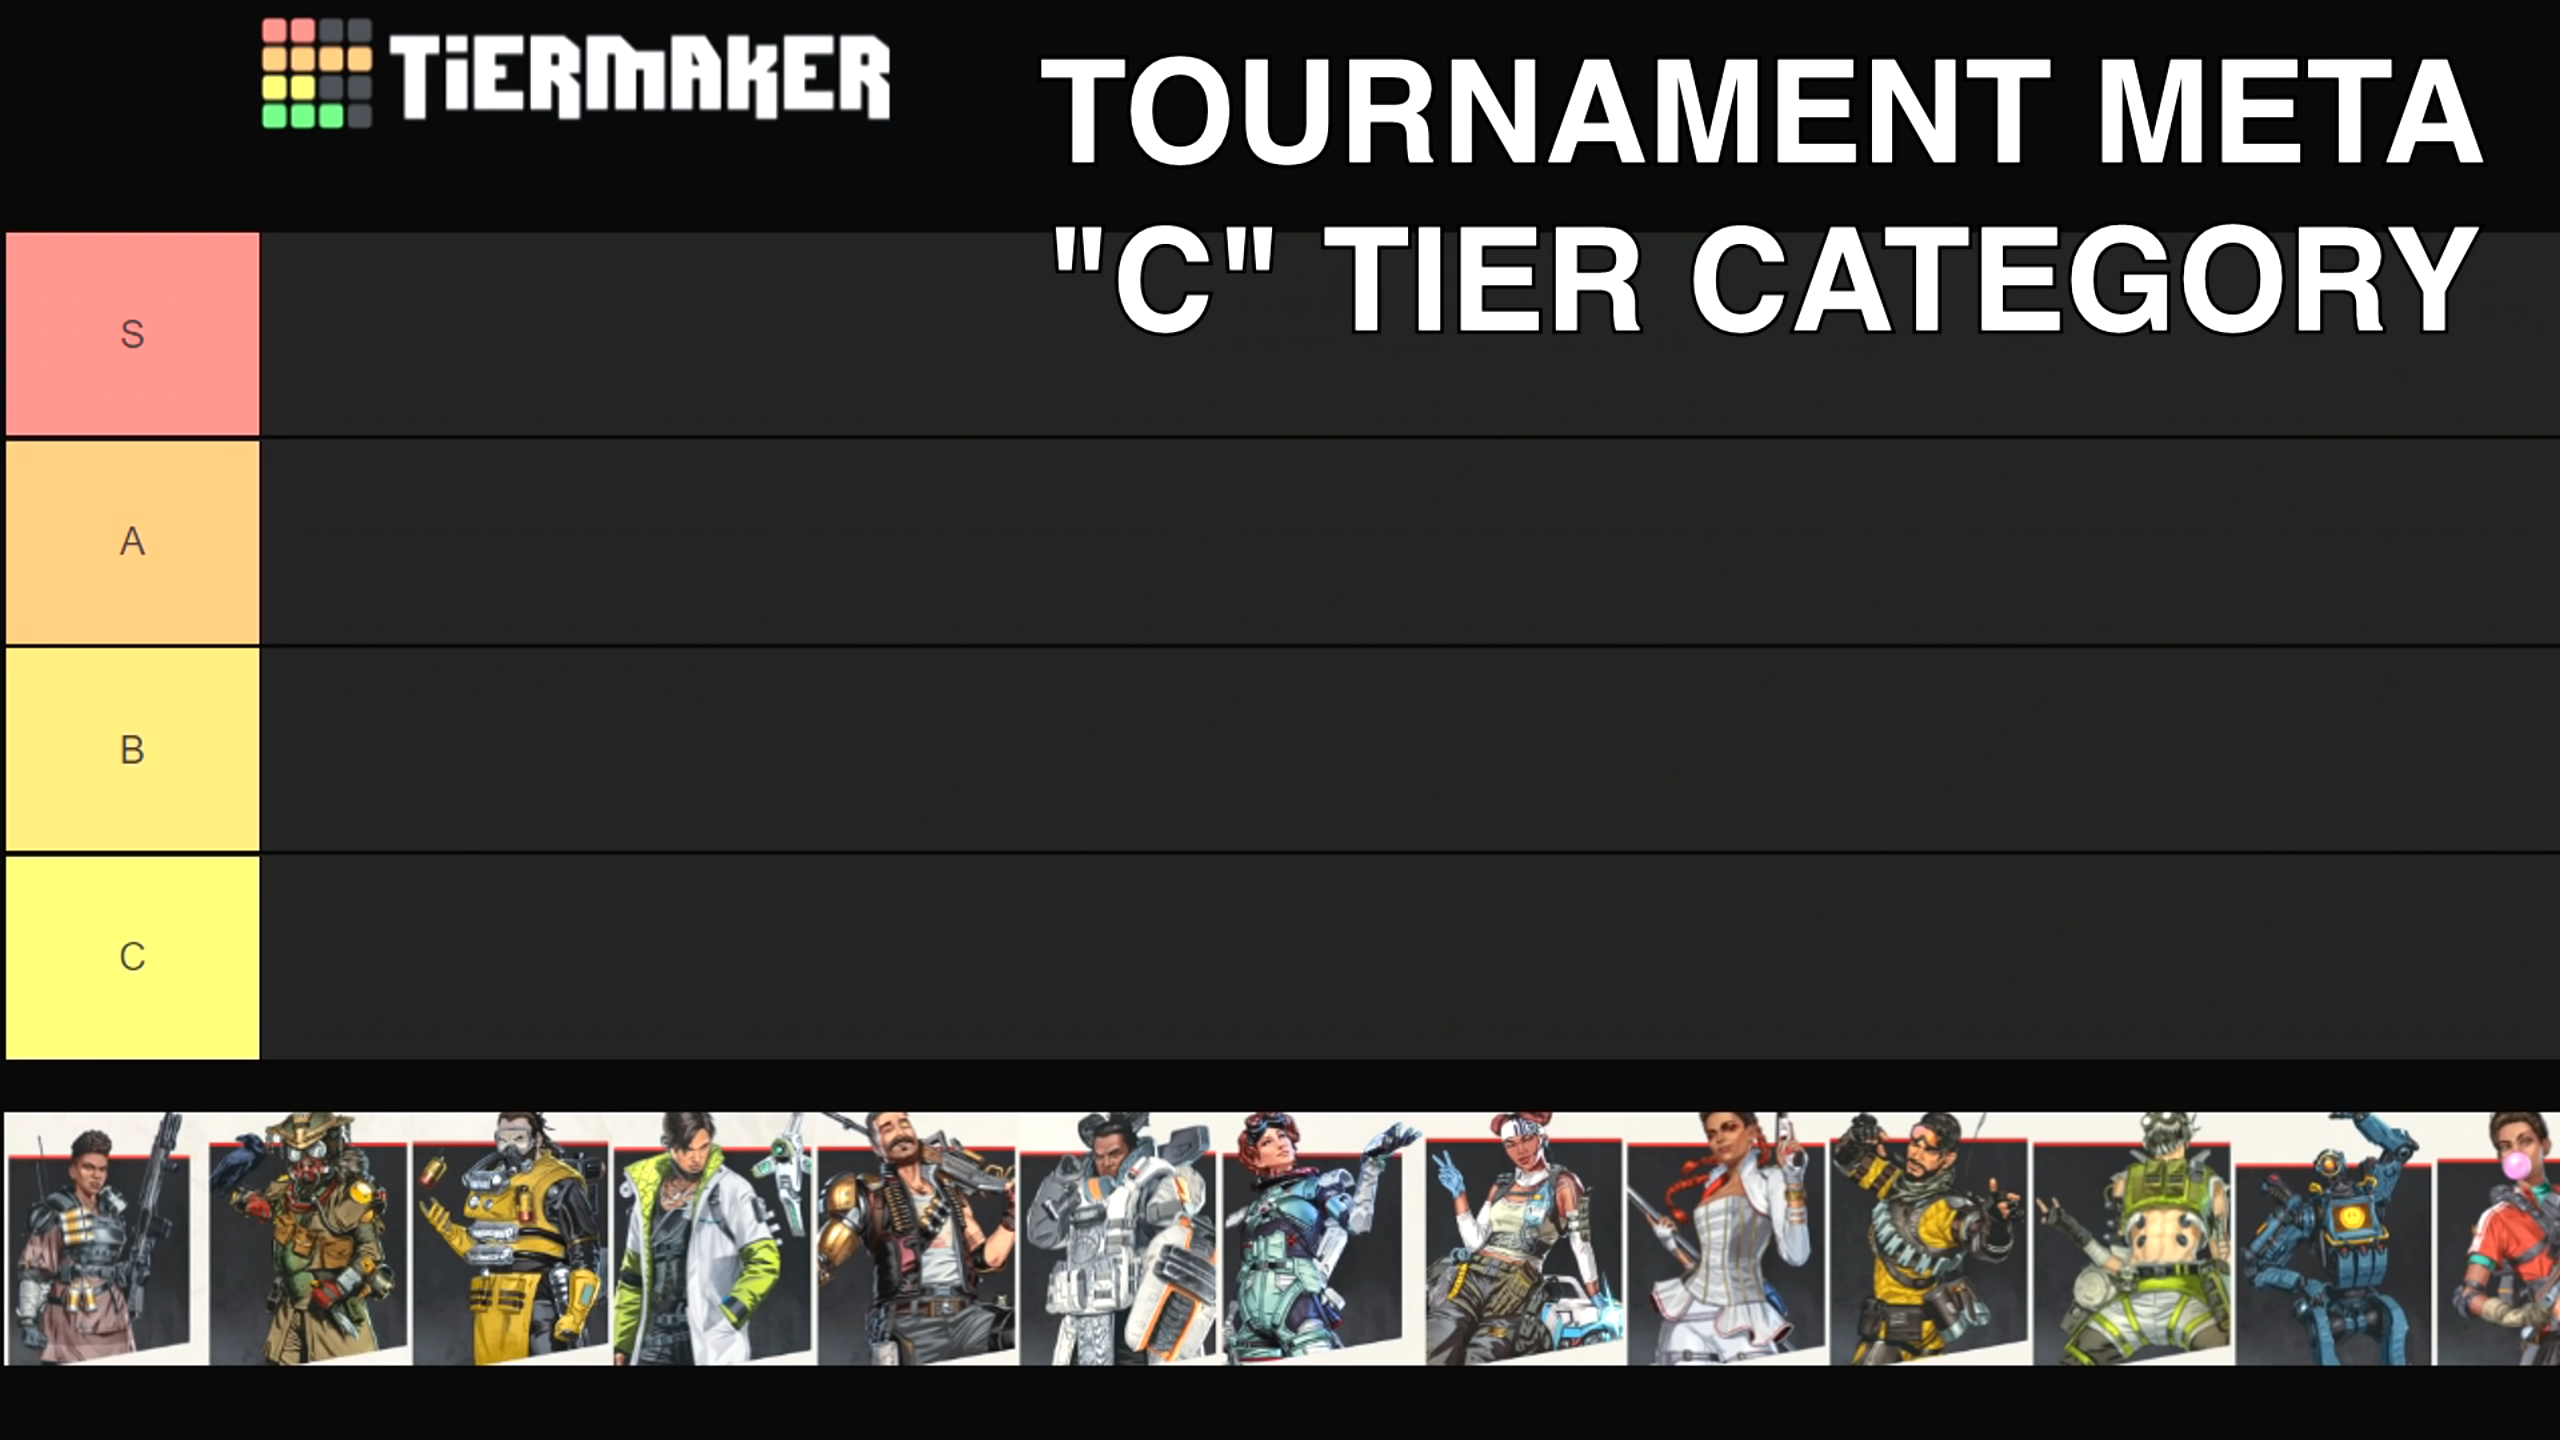 TiERMAKER
TOURNAMENT META
"C" TIER CATEGORY
S
A
B
C